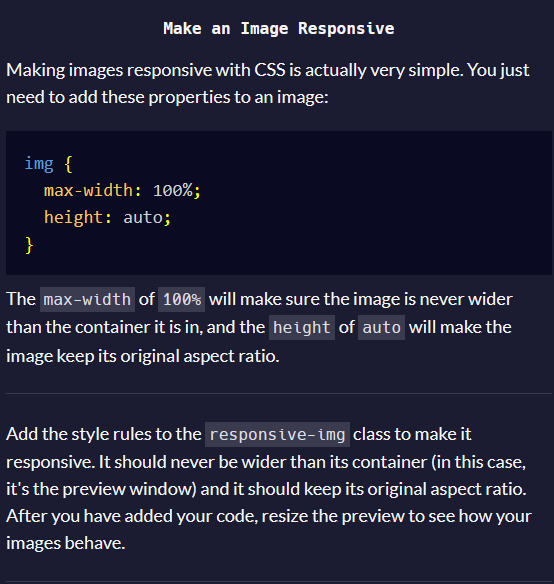 Make an Image Responsive
Making images responsive with CSS is actually very simple. You just
need to add these properties to an image:
img {
  max-width: 100%;
  height: auto;
}
The max-width of 100% will make sure the image is never wider
than the container it is in, and the height of auto will make the
image keep its original aspect ratio.
Add the style rules to the responsive-img class to make it
responsive. It should never be wider than its container (in this case,
it's the preview window) and it should keep its original aspect ratio.
After you have added your code, resize the preview to see how your
images behave.